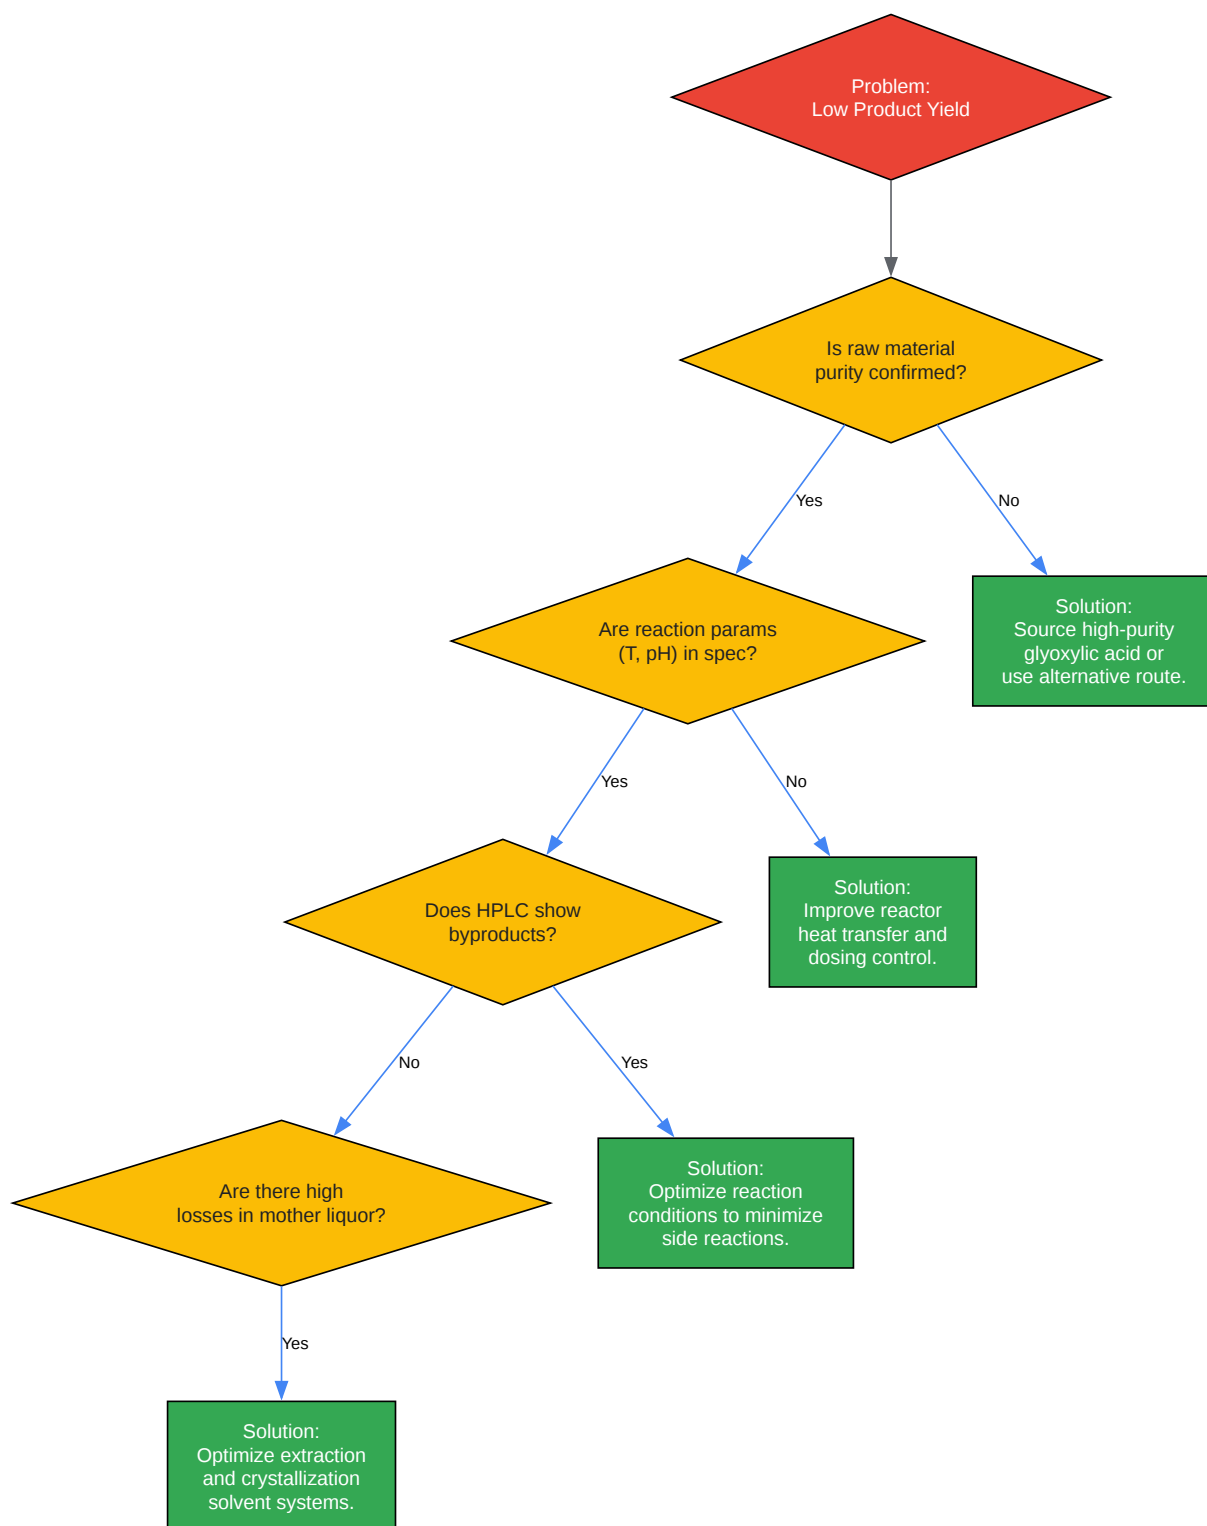 Problem:
Low Product Yield
Is raw material
purity confirmed?
Yes
No
Are reaction params
(T, pH) in spec?
Solution:
Source high-purity
glyoxylic acid or
use alternative route.
Yes
No
Does HPLC show
byproducts?
Solution:
Improve reactor
heat transfer and
dosing control.
No
Yes
Are there high
losses in mother liquor?
Solution:
Optimize reaction
conditions to minimize
side reactions.
Yes
Solution:
Optimize extraction
and crystallization
solvent systems.